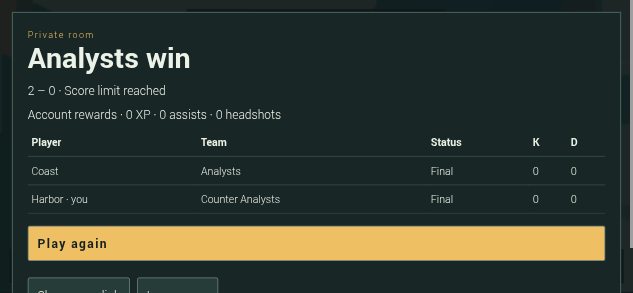 Private room
Analysts win
2 – 0 · Score limit reached
Account rewards · 0 XP · 0 assists · 0 headshots
Player Team Status K D
Coast Analysts Final 0 0
Harbor · you Counter Analysts Final 0 0
Play again